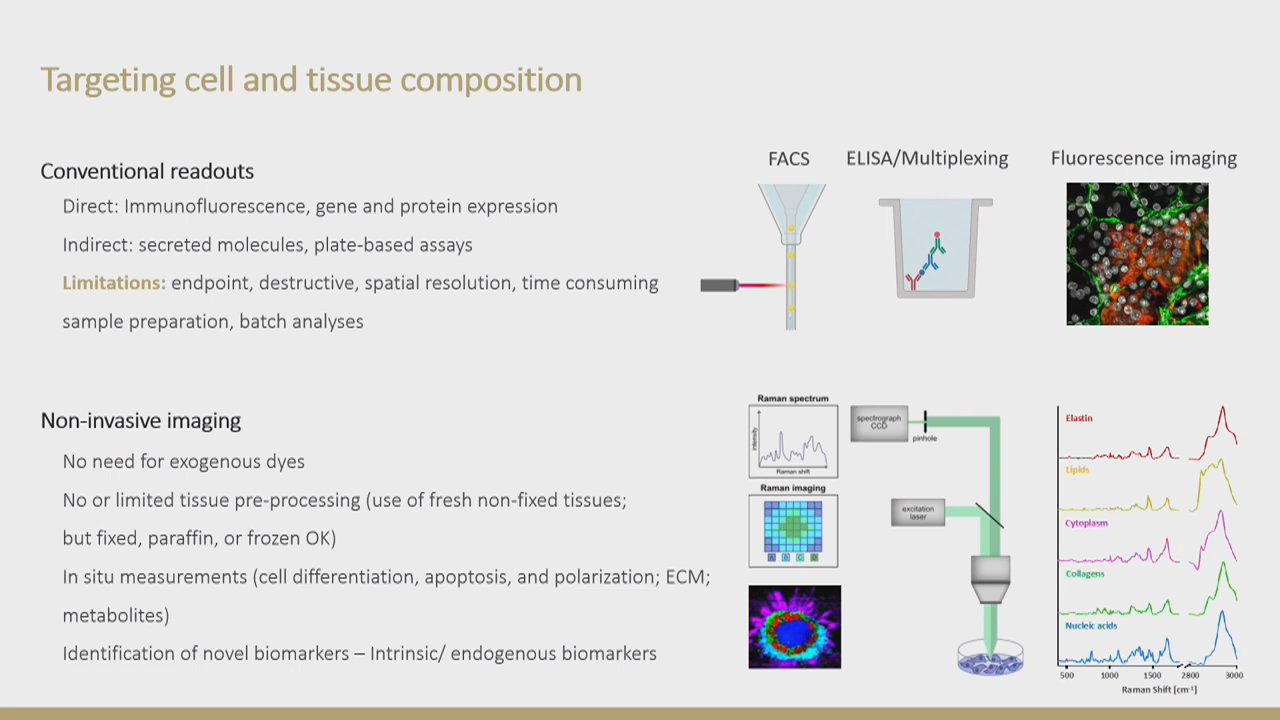 Targeting cell and tissue composition
Conventional readouts
Direct: Immunofluorescence, gene and protein expression
Indirect: secreted molecules, plate-based assays
Limitations: endpoint, destructive, spatial resolution, time consuming
sample preparation, batch analyses
FACS
ELISA/Multiplexing
Fluorescence imaging
Non-invasive imaging
No need for exogenous dyes
No/ limited tissue pre-processing (use of fresh non-fixed tissues;
but fixed, paraffin, or frozen OK)
In situ measurements (cell differentiation, apoptosis, and polarization; ECM;
metabolites)
Identification of novel biomarkers – Intrinsic/ endogenous biomarkers
Raman spectrum
intensity
Raman shift
Raman imaging
A B C D
spectrograph
CCD
pinhole
excitation
laser
Elastin
Lipids
Cytoplasm
Collagens
Nucleic acids
500 1000 1500 2800 3000
Raman Shift [cm⁻¹]